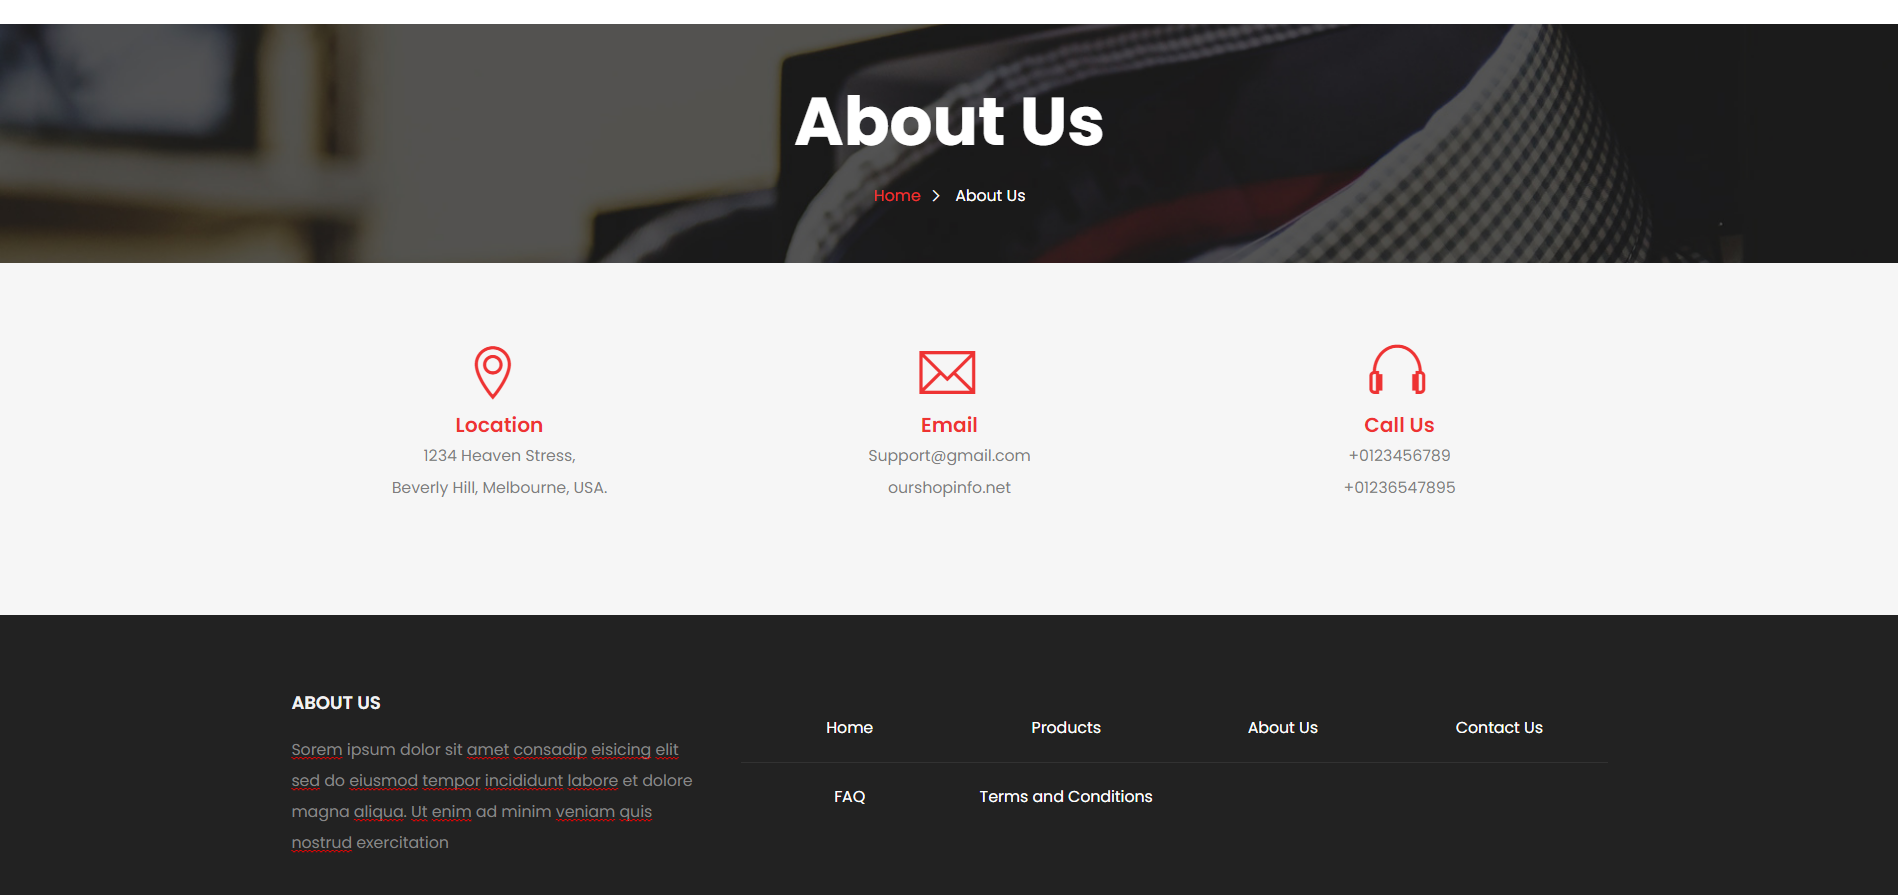 About Us
Home > About Us
Location
1234 Heaven Stress,
Beverly Hill, Melbourne, USA.
Email
Support@gmail.com
ourshopinfo.net
Call Us
+0123456789
+01236547895
ABOUT US
Sorem ipsum dolor sit amet consadip eisicing elit
sed do eiusmod tempor incididunt labore et dolore
magna aliqua. Ut enim ad minim veniam quis
nostrud exercitation
Home Products About Us Contact Us
FAQ Terms and Conditions